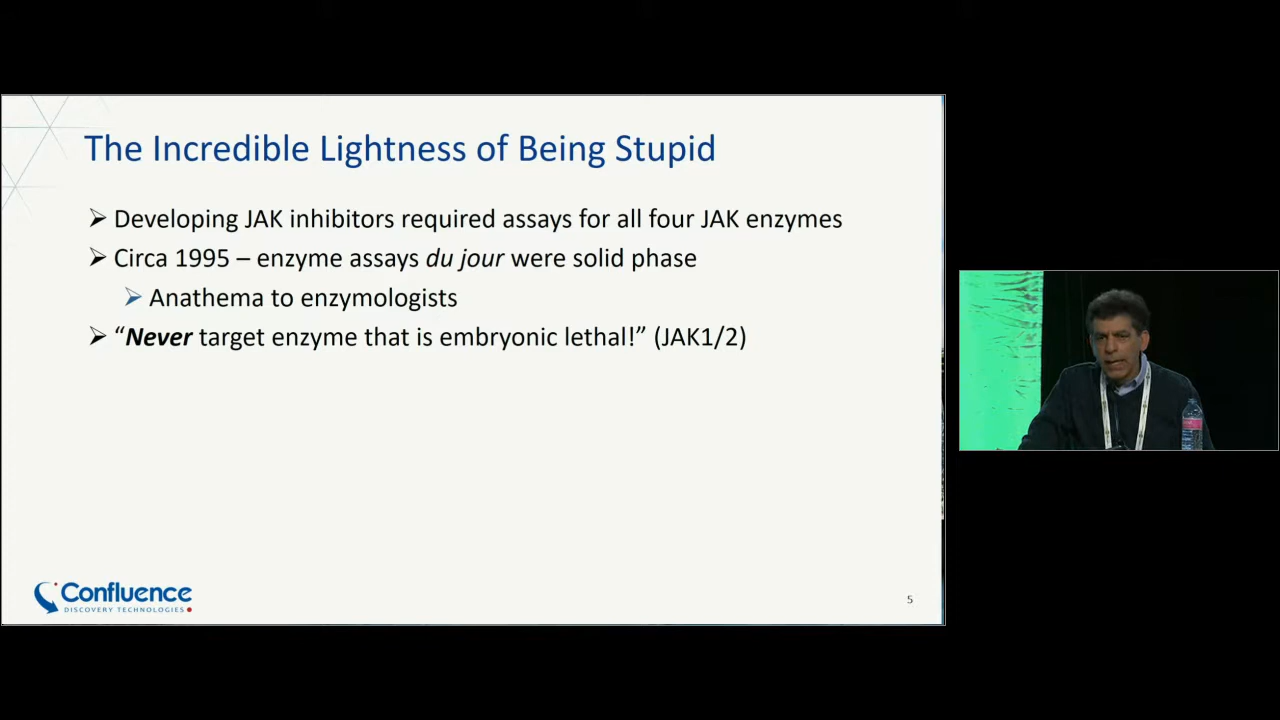 The Incredible Lightness of Being Stupid
Developing JAK inhibitors required assays for all four JAK enzymes
Circa 1995 – enzyme assays du jour were solid phase
Anathema to enzymologists
“Never target enzyme that is embryonic lethal!” (JAK1/2)
Confluence
DISCOVERY TECHNOLOGIES
5